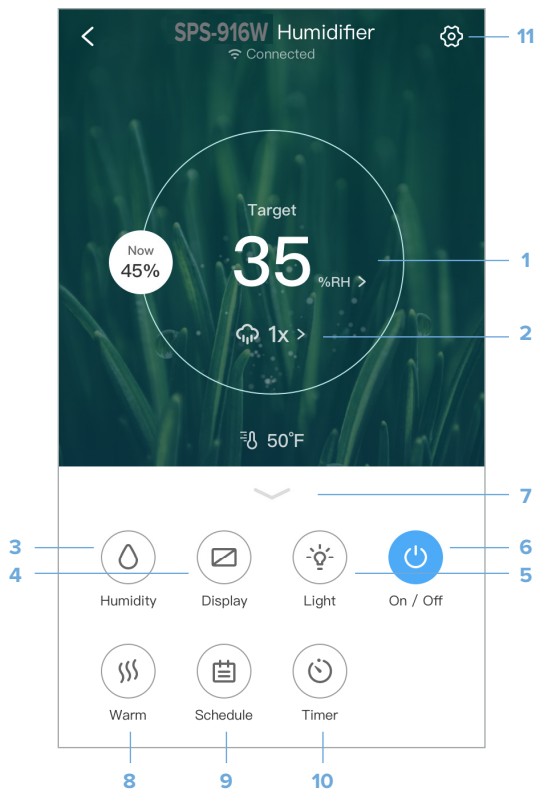 SPS-916W Humidifier
11
Connected
Target
Now
45%
35 %RH
1
1x
2
50°F
7
3
6
4
5
Humidity
Display
Light
On / Off
Warm
Schedule
Timer
8
9
10